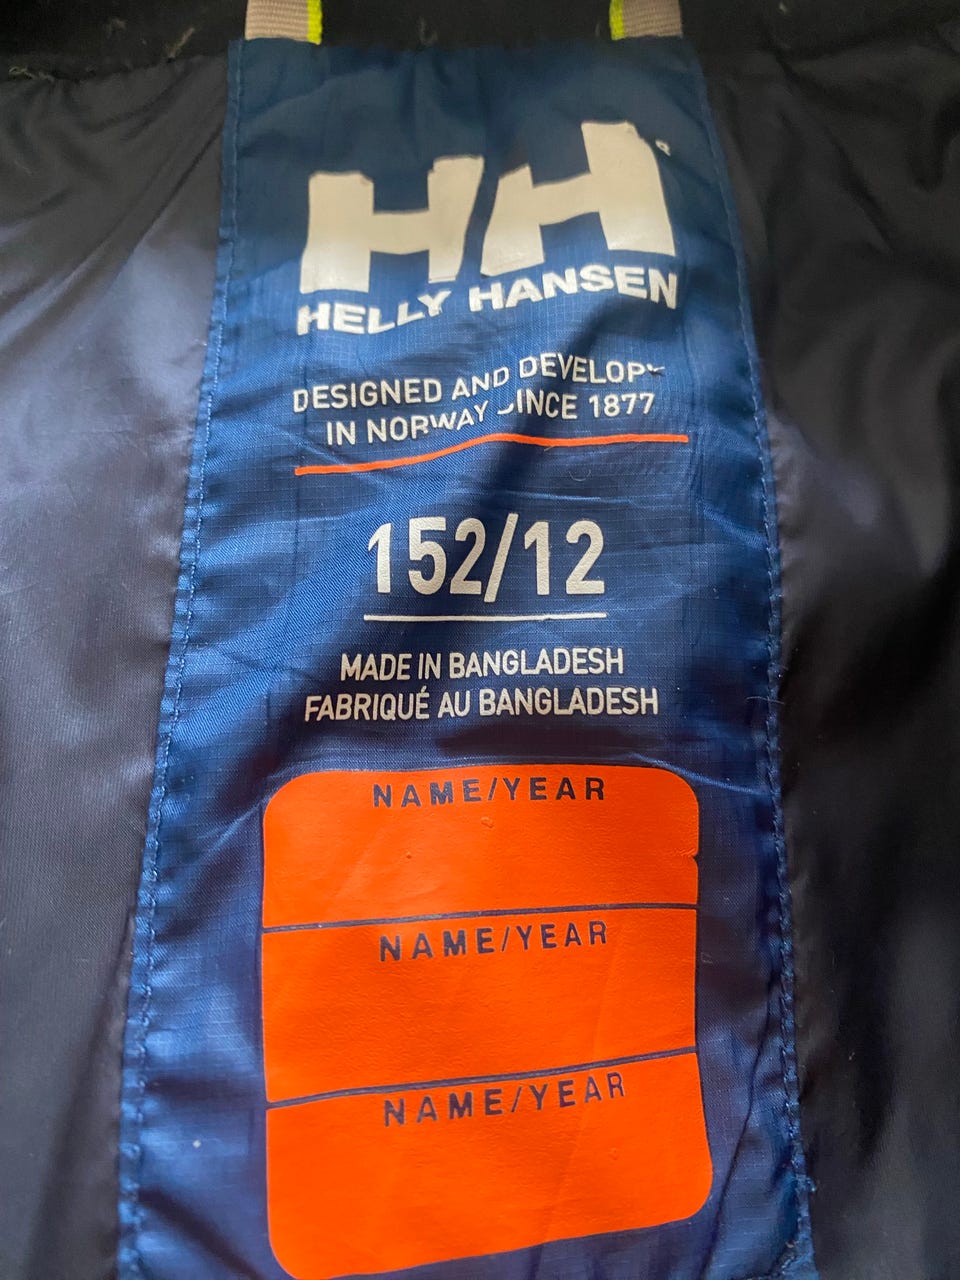 HH
HELLY HANSEN
DESIGNED AND
IN NORWAY SINCE 1877
152/12
MADE IN BANGLADESH
FABRIQUÉ AU BANGLADESH
NAME/YEAR
NAME/YEAR
NAME/YEAR